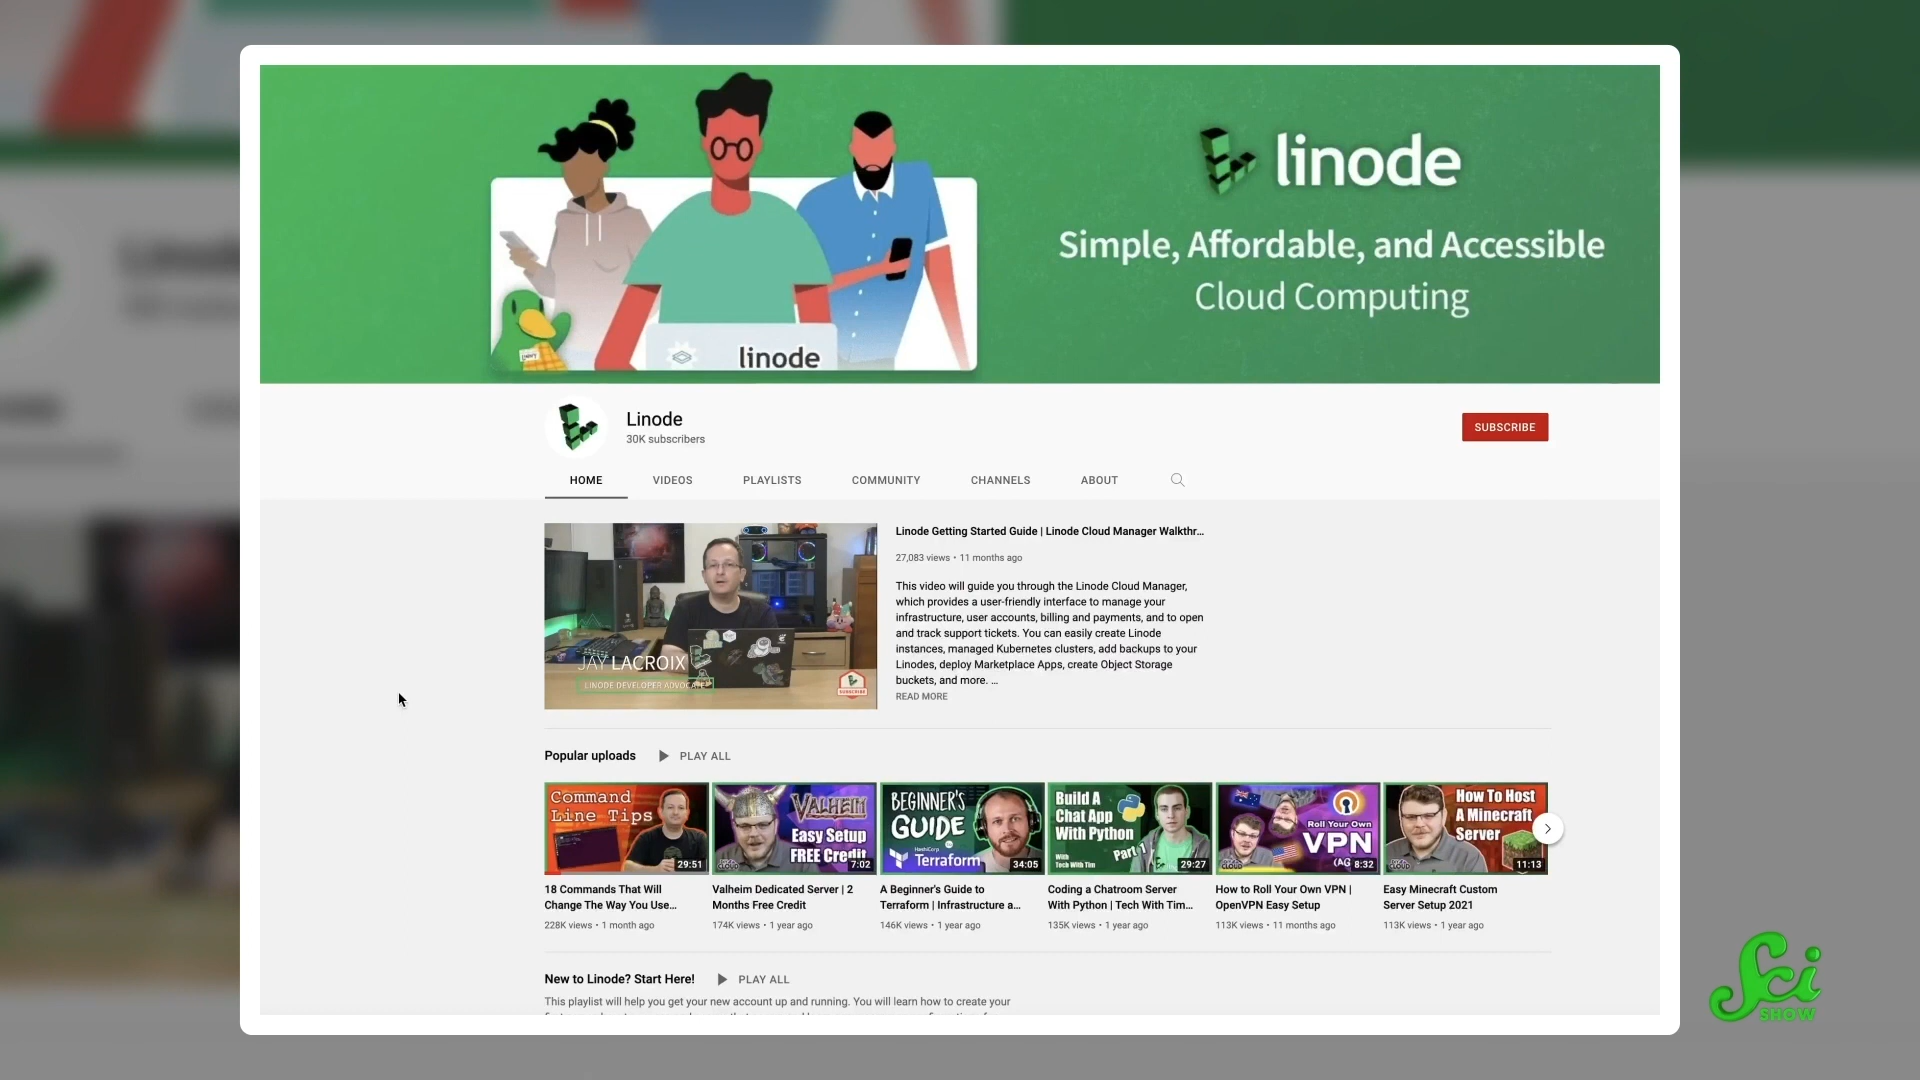 linode
Simple, Affordable, and Accessible
Cloud Computing
linode
Linode
30K subscribers
SUBSCRIBE
HOME
VIDEOS
PLAYLISTS
COMMUNITY
CHANNELS
ABOUT
JAY LACROIX
LINODE DEVELOPER ADVOCATE
SUBSCRIBE
Linode Getting Started Guide | Linode Cloud Manager Walkthr...
27,083 views • 11 months ago
This video will guide you through the Linode Cloud Manager,
which provides a user-friendly interface to manage your
infrastructure, user accounts, billing and payments, and to open
and track support tickets. You can easily create Linode
instances, managed Kubernetes clusters, add backups to your
Linodes, deploy Marketplace Apps, create Object Storage
buckets, and more. ...
READ MORE
Popular uploads
PLAY ALL
Command
Line Tips
29:51
VALHEIM
Easy Setup
FREE Credit
7:02
BEGINNER'S
GUIDE
HashiCorp
Terraform
34:05
Build A
Chat App
With Python
With
Tech With Tim
Part 1
29:27
Roll Your Own
VPN
(AG
8:32
How To Host
A Minecraft
Server
11:13
18 Commands That Will
Change The Way You Use...
228K views • 1 month ago
Valheim Dedicated Server | 2
Months Free Credit
174K views • 1 year ago
A Beginner's Guide to
Terraform | Infrastructure a...
146K views • 1 year ago
Coding a Chatroom Server
With Python | Tech With Tim...
135K views • 1 year ago
How to Roll Your Own VPN |
OpenVPN Easy Setup
113K views • 11 months ago
Easy Minecraft Custom
Server Setup 2021
113K views • 1 year ago
New to Linode? Start Here!
PLAY ALL
This playlist will help you get your new account up and running. You will learn how to create your
Sci
SHOW